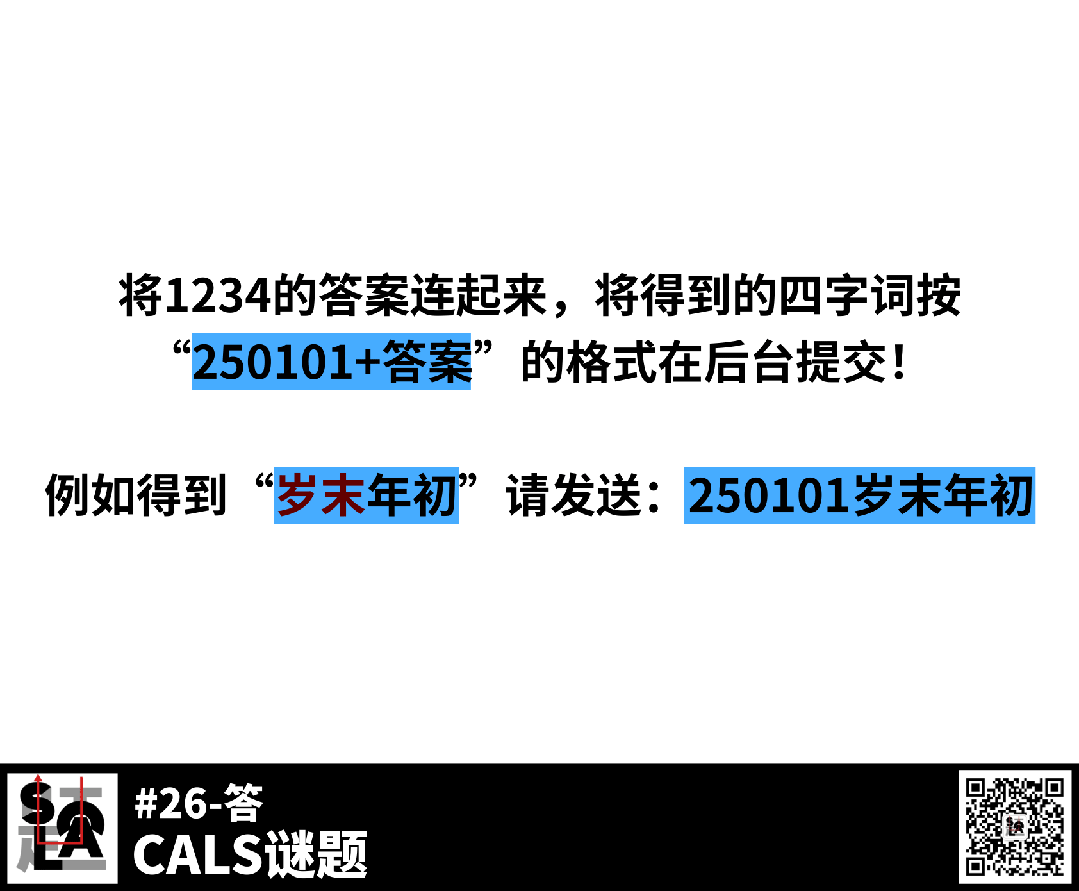 将1234的答案连起来，将得到的四字词按
“250101+答案”的格式在后台提交！
例如得到“岁末年初”请发送：250101岁末年初
#26-答
CALS谜题